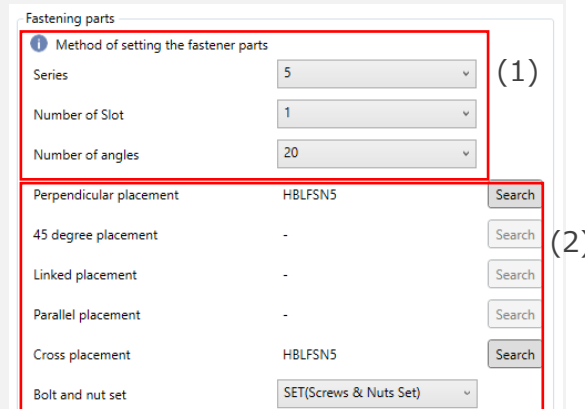 Fastening parts
Method of setting the fastener parts
Series 5
(1)
Number of Slot 1
Number of angles 20
Perpendicular placement HBLFSN5 Search
45 degree placement - Search
(2)
Linked placement - Search
Parallel placement - Search
Cross placement HBLFSN5 Search
Bolt and nut set SET(Screws & Nuts Set)